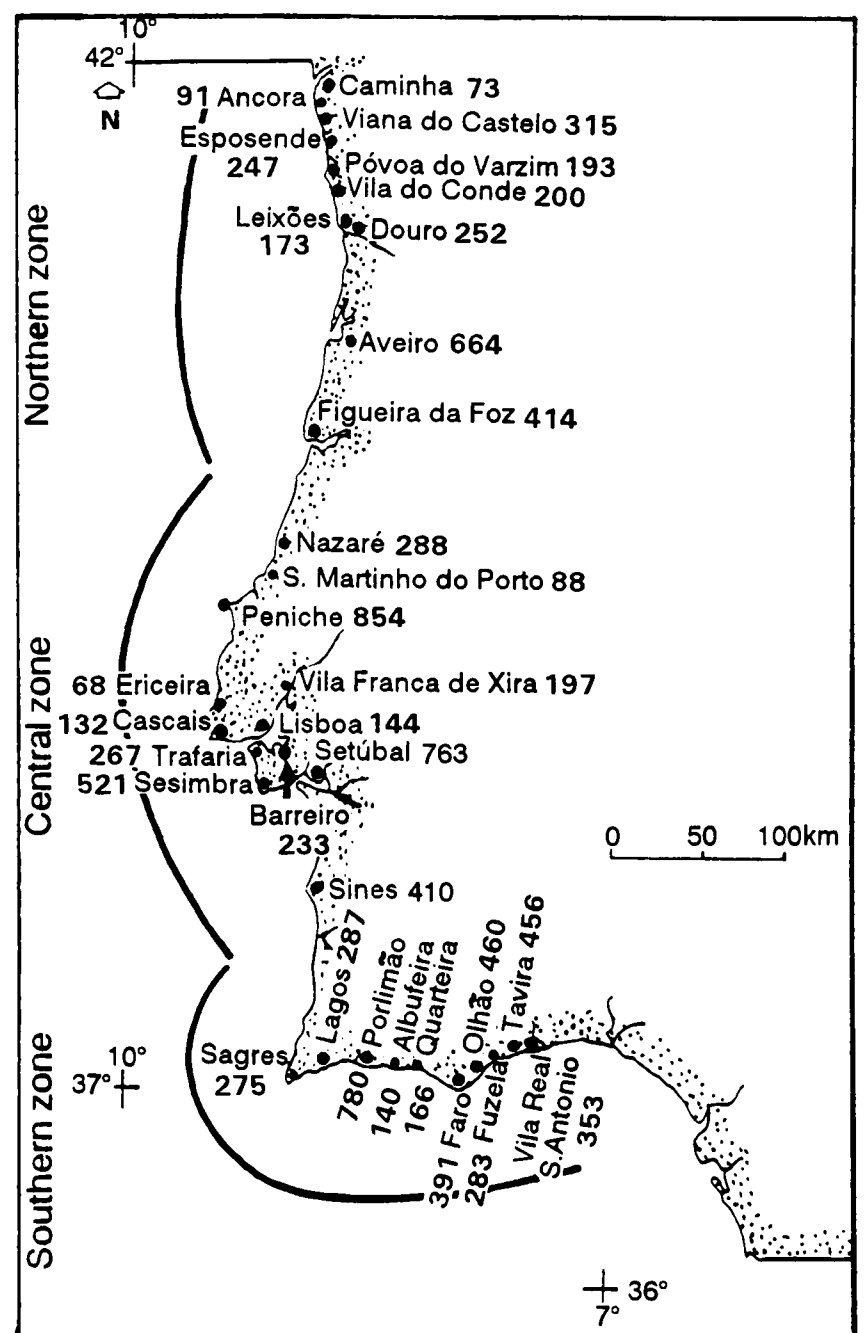 10°
42°
N
Caminha 73
91 Ancora
Viana do Castelo 315
Esposende
247
Póvoa do Varzim 193
Vila do Conde 200
Leixões
173
Douro 252
Northern zone
Aveiro 664
Figueira da Foz 414
Nazaré 288
S. Martinho do Porto 88
Peniche 854
Central zone
68 Ericeira
Vila Franca de Xira 197
132 Cascais
Lisboa 144
267 Trafaria
Setúbal 763
521 Sesimbra
Barreiro
233
0 50 100km
Sines 410
Lagos 287
Porlimão
780
Albufeira
140
Quarteira
166
Olhão 460
Tavira 456
Sagres
275
391 Faro
283 Fuzela
Vila Real
S.Antonio
353
10°
37°
Southern zone
36°
7°